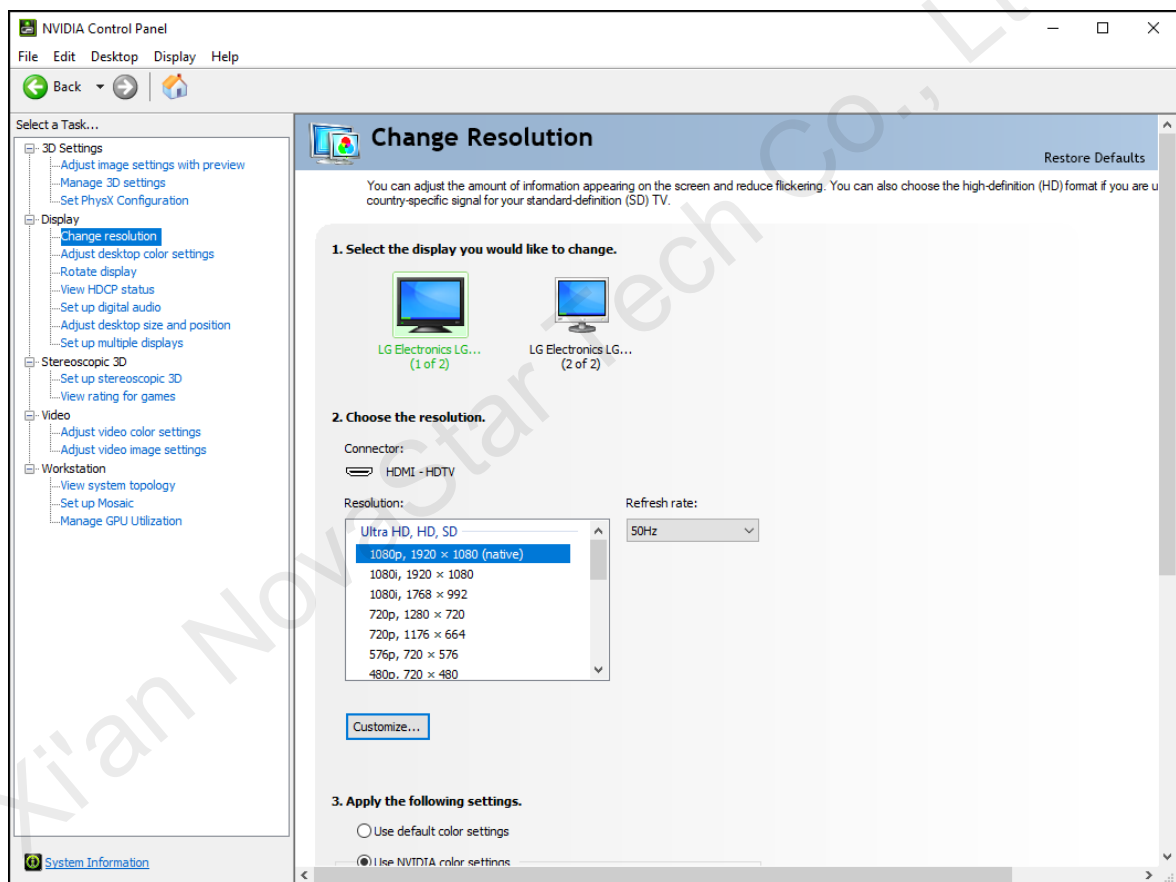 NVIDIA Control Panel
File Edit Desktop Display Help
Back
Select a Task...
3D Settings
Adjust image settings with preview
Manage 3D settings
Set PhysX Configuration
Display
Change resolution
Adjust desktop color settings
Rotate display
View HDCP status
Set up digital audio
Adjust desktop size and position
Set up multiple displays
Stereoscopic 3D
Set up stereoscopic 3D
View rating for games
Video
Adjust video color settings
Adjust video image settings
Workstation
View system topology
Set up Mosaic
Manage GPU Utilization
System Information
Change Resolution
Restore Defaults
You can adjust the amount of information appearing on the screen and reduce flickering. You can also choose the high-definition (HD) format if you are u
country-specific signal for your standard-definition (SD) TV.
1. Select the display you would like to change.
LG Electronics LG...
(1 of 2)
LG Electronics LG...
(2 of 2)
2. Choose the resolution.
Connector:
HDMI - HDTV
Resolution:
Refresh rate:
Ultra HD, HD, SD
50Hz
1080p, 1920 × 1080 (native)
1080i, 1920 × 1080
1080i, 1768 × 992
720p, 1280 × 720
720p, 1176 × 664
576p, 720 × 576
480p, 720 × 480
Customize...
3. Apply the following settings.
Use default color settings
Use NVIDIA color settings
Xi'an NovaStar Tech Co., Lt